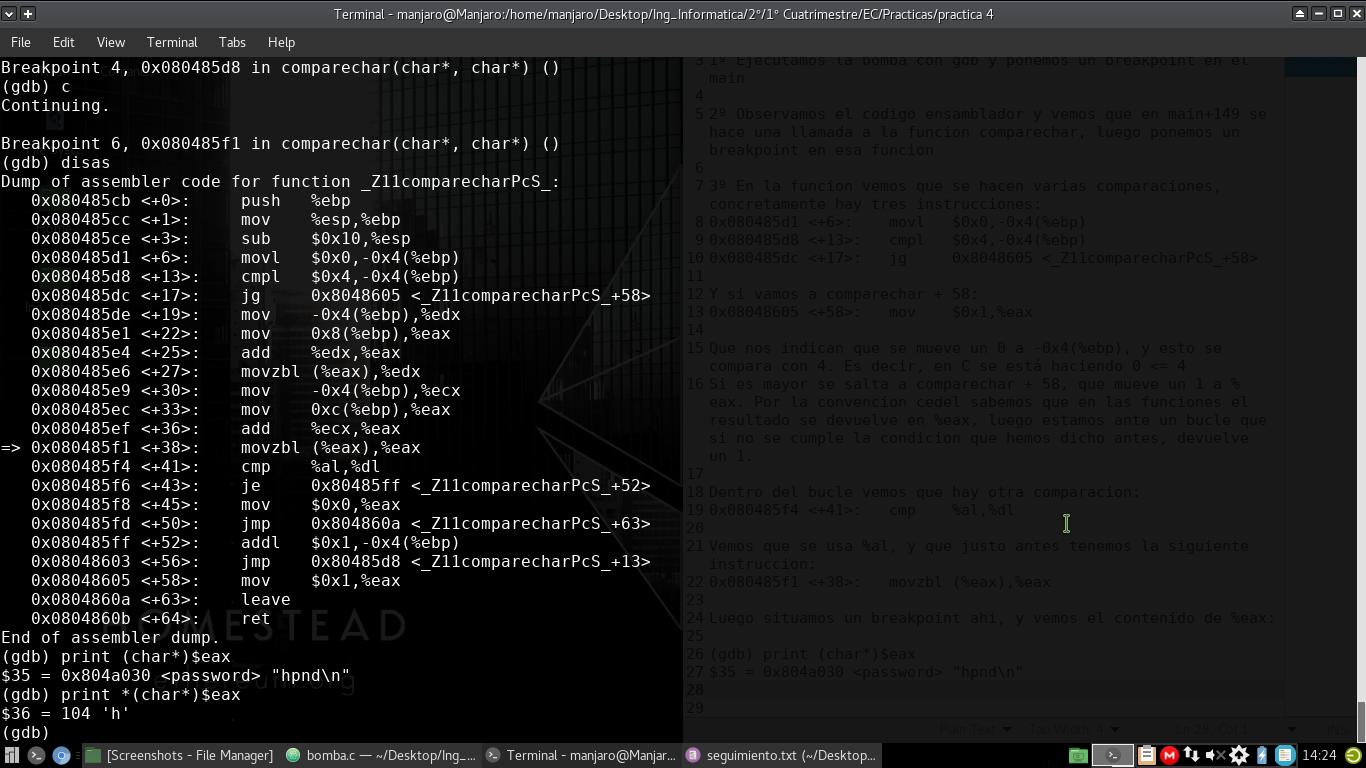 Terminal - manjaro@Manjaro:/home/manjaro/Desktop/Ing_Informatica/2°/1° Cuatrimestre/EC/Practicas/practica 4
File Edit View Terminal Tabs Help
Breakpoint 4, 0x080485d8 in comparechar(char*, char*) ()
(gdb) c
Continuing.
Breakpoint 6, 0x080485f1 in comparechar(char*, char*) ()
(gdb) disas
Dump of assembler code for function _Z11comparecharPcS_:
0x080485cb <+0>: push %ebp
0x080485cc <+1>: mov %esp,%ebp
0x080485ce <+3>: sub $0x10,%esp
0x080485d1 <+6>: movl $0x0,-0x4(%ebp)
0x080485d8 <+13>: cmpl $0x4,-0x4(%ebp)
0x080485dc <+17>: jg 0x8048605 <_Z11comparecharPcS_+58>
0x080485de <+19>: mov -0x4(%ebp),%edx
0x080485e1 <+22>: mov 0x8(%ebp),%eax
0x080485e4 <+25>: add %edx,%eax
0x080485e6 <+27>: movzbl (%eax),%edx
0x080485e9 <+30>: mov -0x4(%ebp),%ecx
0x080485ec <+33>: mov 0xc(%ebp),%eax
0x080485ef <+36>: add %ecx,%eax
=> 0x080485f1 <+38>: movzbl (%eax),%eax
0x080485f4 <+41>: cmp %al,%dl
0x080485f6 <+43>: je 0x80485ff <_Z11comparecharPcS_+52>
0x080485f8 <+45>: mov $0x0,%eax
0x080485fd <+50>: jmp 0x804860a <_Z11comparecharPcS_+63>
0x080485ff <+52>: addl $0x1,-0x4(%ebp)
0x08048603 <+56>: jmp 0x80485d8 <_Z11comparecharPcS_+13>
0x08048605 <+58>: mov $0x1,%eax
0x0804860a <+63>: leave
0x0804860b <+64>: ret
End of assembler dump.
(gdb) print (char*)$eax
$35 = 0x804a030 <password> "hpnd\n"
(gdb) print *(char*)$eax
$36 = 104 'h'
(gdb)
HOMESTEAD
3 1º Ejecutamos la bomba con gdb y ponemos un breakpoint en el
main
4
5 2º Observamos el codigo ensamblador y vemos que en main+149 se
hace una llamada a la funcion comparechar, luego ponemos un
breakpoint en esa funcion
6
7 3º En la funcion vemos que se hacen varias comparaciones,
concretamente hay tres instrucciones:
8 0x080485d1 <+6>: movl $0x0,-0x4(%ebp)
9 0x080485d8 <+13>: cmpl $0x4,-0x4(%ebp)
10 0x080485dc <+17>: jg 0x8048605 <_Z11comparecharPcS_+58>
11
12 Y si vamos a comparechar + 58:
13 0x08048605 <+58>: mov $0x1,%eax
14
15 Que nos indican que se mueve un 0 a -0x4(%ebp), y esto se
compara con 4. Es decir, en C se está haciendo 0 <= 4
16 Si es mayor se salta a comparechar + 58, que mueve un 1 a %
eax. Por la convencion cedel sabemos que en las funciones el
resultado se devuelve en %eax, luego estamos ante un bucle que
si no se cumple la condicion que hemos dicho antes, devuelve
un 1.
17
18 Dentro del bucle vemos que hay otra comparacion:
19 0x080485f4 <+41>: cmp %al,%dl
20
21 Vemos que se usa %al, y que justo antes tenemos la siguiente
instruccion:
22 0x080485f1 <+38>: movzbl (%eax),%eax
23
24 Luego situamos un breakpoint ahi, y vemos el contenido de %eax:
25
26 (gdb) print (char*)$eax
27 $35 = 0x804a030 <password> "hpnd\n"
28
29
Plain Text Tab Width: 4 Ln 28, Col 1 INS
[Screenshots - File Manager] bomba.c — ~/Desktop/Ing_... Terminal - manjaro@Manjar... seguimiento.txt (~/Desktop... 14:24